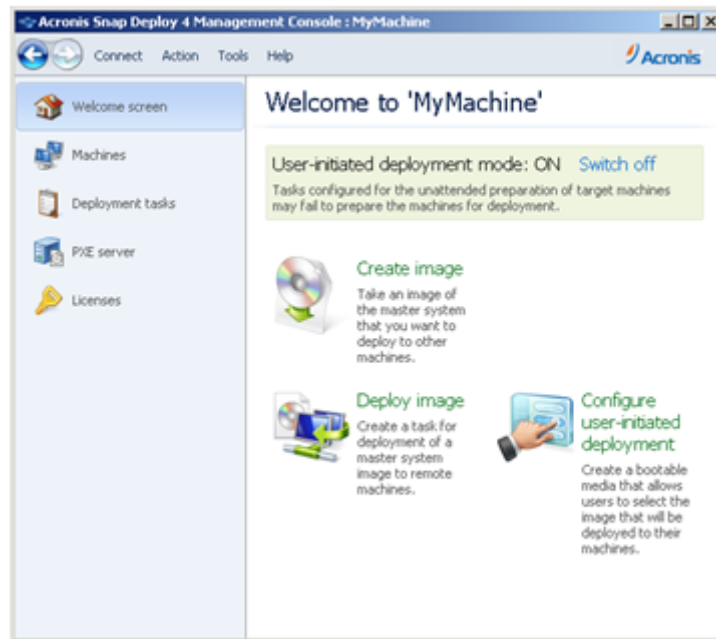 Acronis Snap Deploy 4 Management Console : MyMachine
Connect Action Tools Help
Acronis
Welcome screen
Machines
Deployment tasks
PXE server
Licenses
Welcome to 'MyMachine'
User-initiated deployment mode: ON Switch off
Tasks configured for the unattended preparation of target machines
may fail to prepare the machines for deployment.
Create image
Take an image of
the master system
that you want to
deploy to other
machines.
Deploy image
Create a task for
deployment of a
master system
image to remote
machines.
Configure
user-initiated
deployment
Create a bootable
media that allows
users to select the
image that will be
deployed to their
machines.